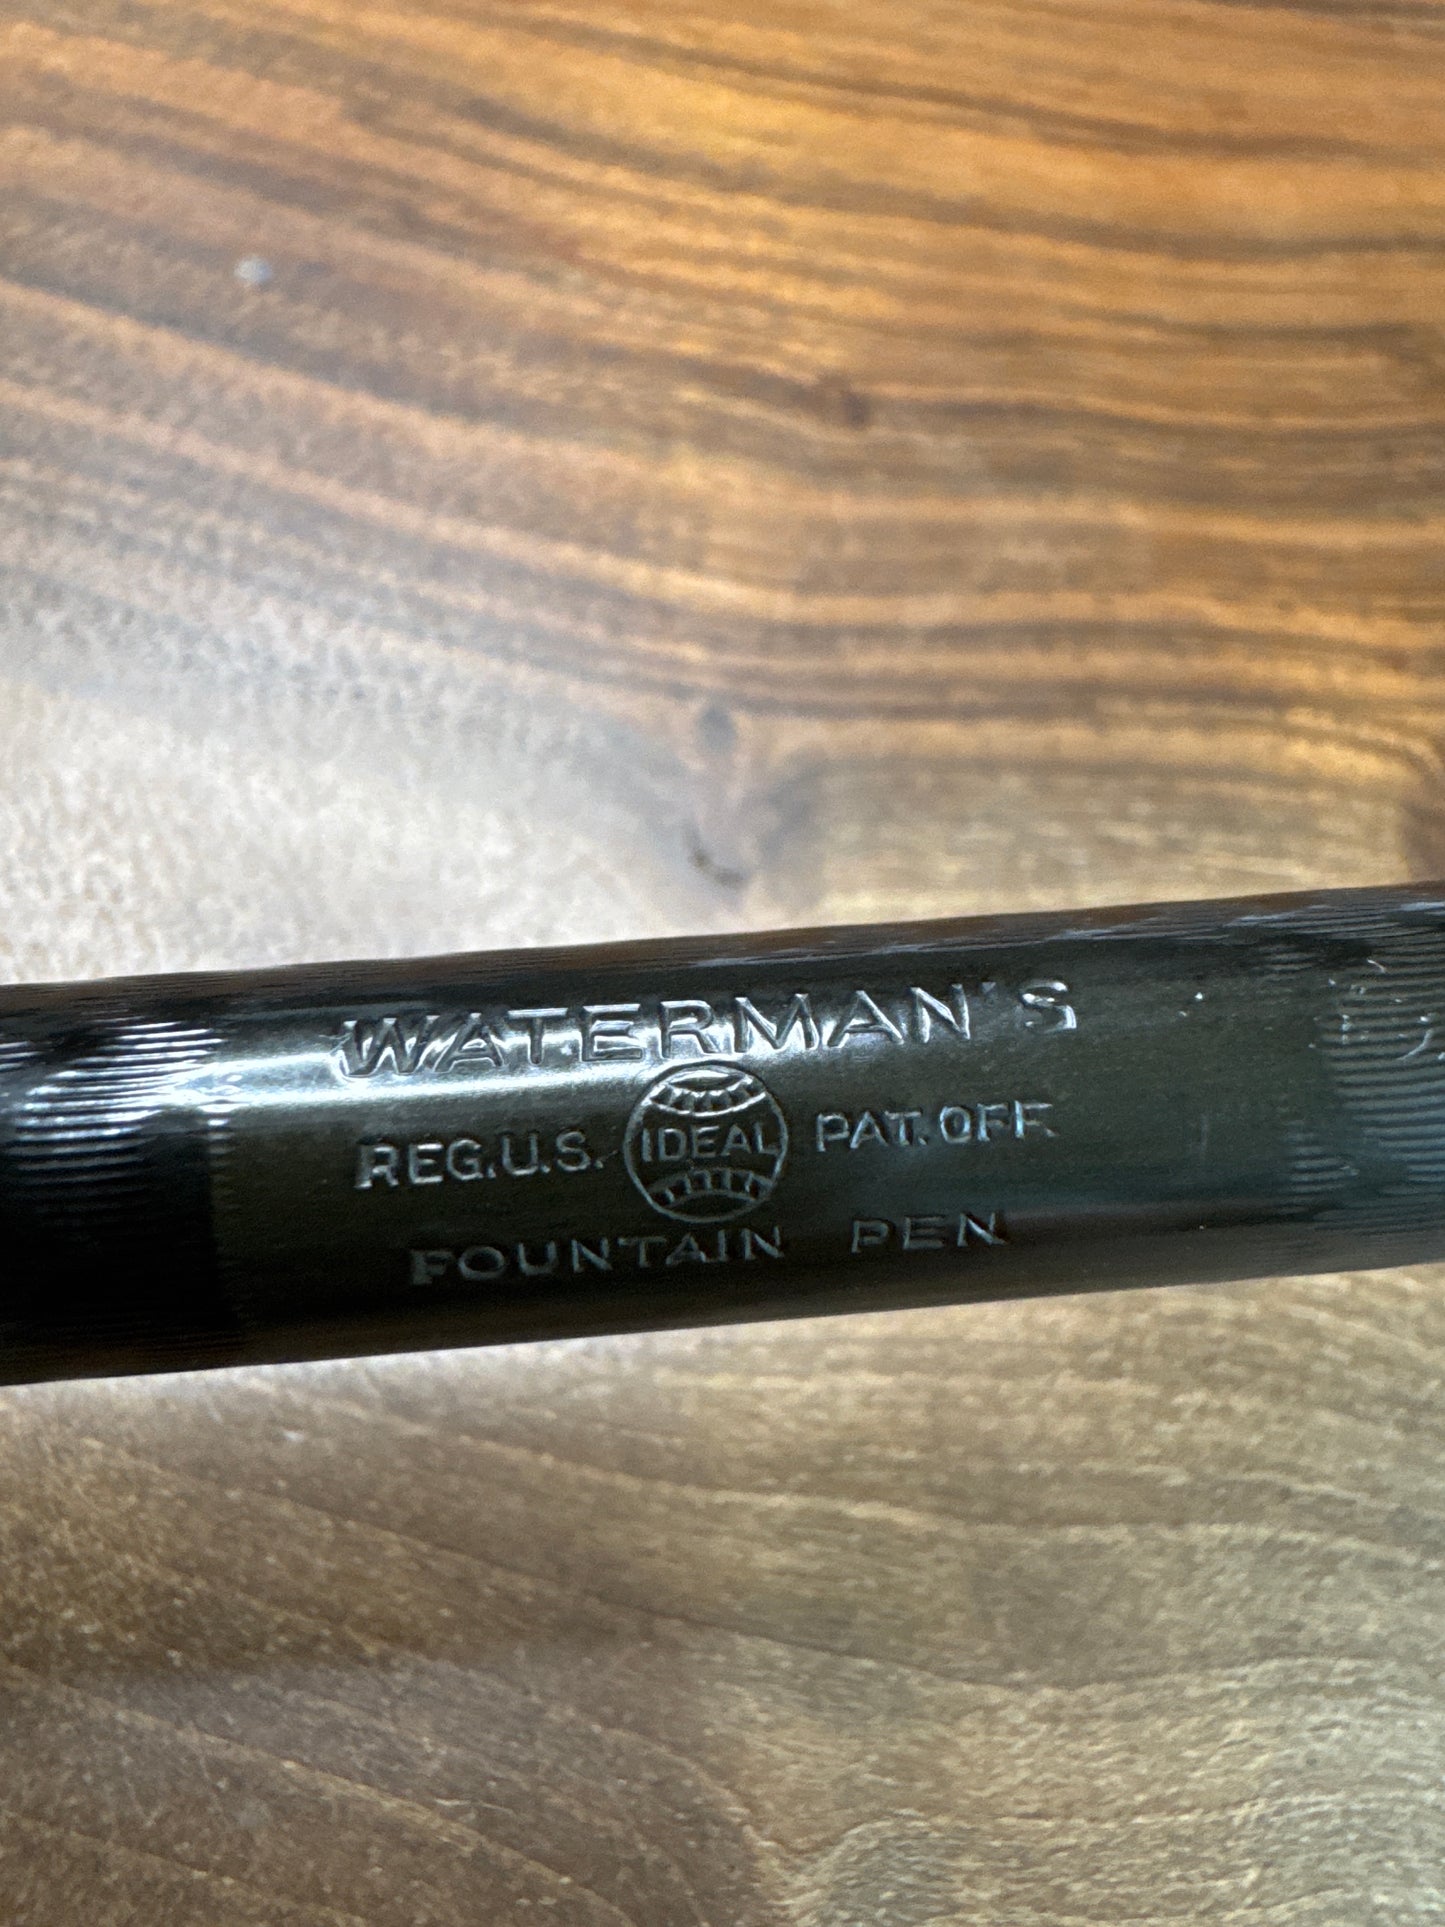 WATERMAN'S
REG.U.S. IDEAL PAT.OFF.
FOUNTAIN PEN